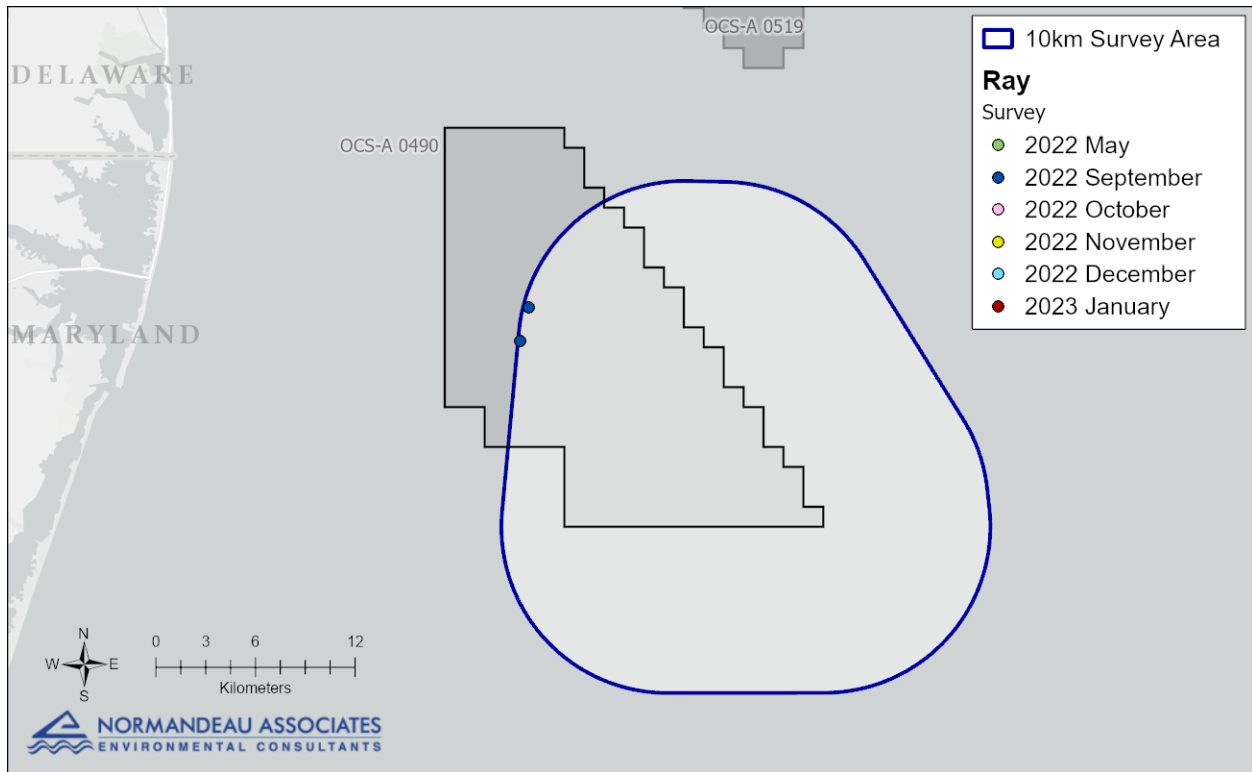 OCS-A 0519
DELAWARE
OCS-A 0490
MARYLAND
10km Survey Area
Ray
Survey
2022 May
2022 September
2022 October
2022 November
2022 December
2023 January
N
W E
S
0 3 6 12
Kilometers
NORMANDEAU ASSOCIATES
ENVIRONMENTAL CONSULTANTS